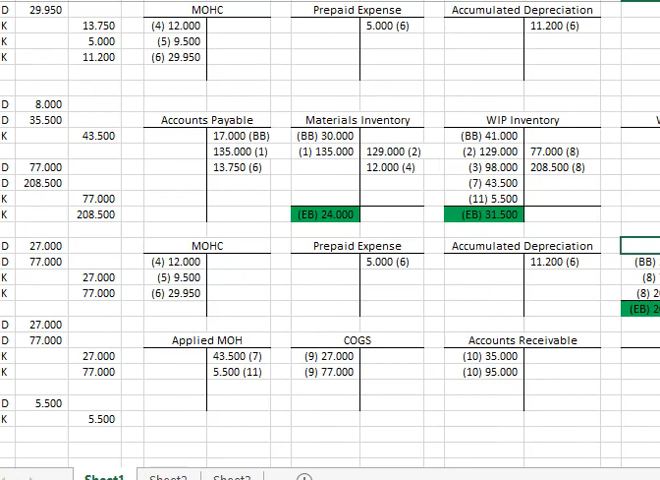 D 29.950 MOHC Prepaid Expense Accumulated Depreciation
K 13.750 (4) 12.000 5.000 (6) 11.200 (6)
K 5.000 (5) 9.500
K 11.200 (6) 29.950
D 8.000
D 35.500 Accounts Payable Materials Inventory WIP Inventory
K 43.500 17.000 (BB) (BB) 30.000 (BB) 41.000
135.000 (1) (1) 135.000 129.000 (2) (2) 129.000 77.000 (8)
D 77.000 13.750 (6) 12.000 (4) (3) 98.000 208.500 (8)
D 208.500 (7) 43.500
K 77.000 (11) 5.500
K 208.500 (EB) 24.000 (EB) 31.500
D 27.000 MOHC Prepaid Expense Accumulated Depreciation
D 77.000 (4) 12.000 5.000 (6) 11.200 (6) (BB)
K 27.000 (5) 9.500 (8)
K 77.000 (6) 29.950 (8) 2
(EB) 2
D 27.000
D 77.000 Applied MOH COGS Accounts Receivable
K 27.000 43.500 (7) (9) 27.000 (10) 35.000
K 77.000 5.500 (11) (9) 77.000 (10) 95.000
D 5.500
K 5.500
Sheet1 Sheet2 Sheet3